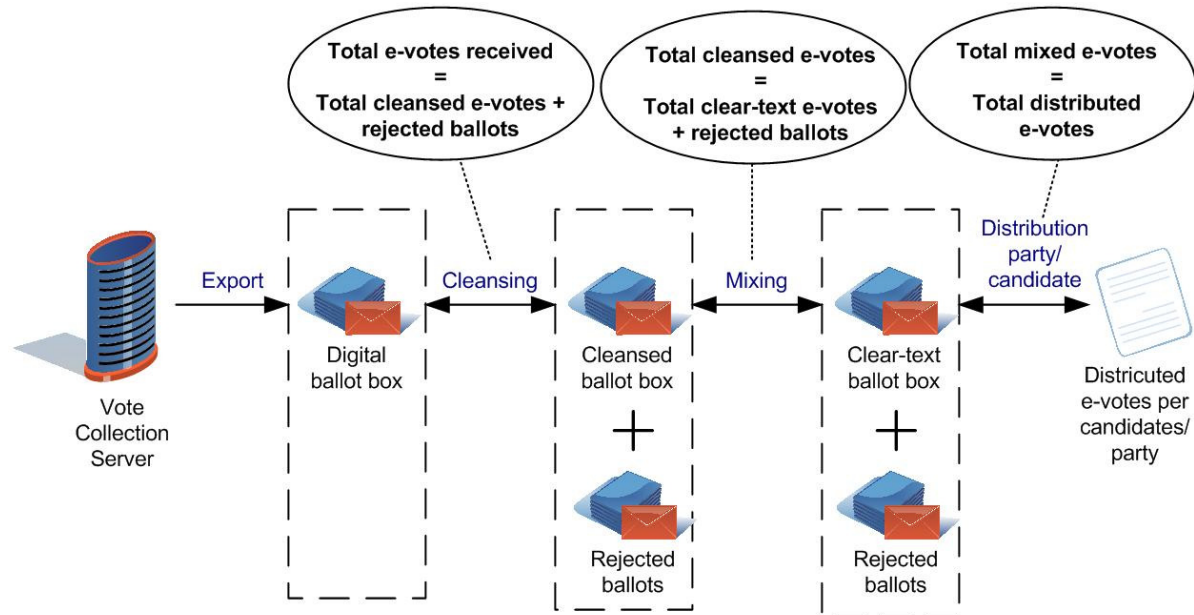 Total e-votes received
=
Total cleansed e-votes +
rejected ballots
Total cleansed e-votes
=
Total clear-text e-votes
+ rejected ballots
Total mixed e-votes
=
Total distributed
e-votes
Export
Cleansing
Mixing
Distribution
party/
candidate
Vote
Collection
Server
Digital
ballot box
Cleansed
ballot box
+
Rejected
ballots
Clear-text
ballot box
+
Rejected
ballots
Districuted
e-votes per
candidates/
party